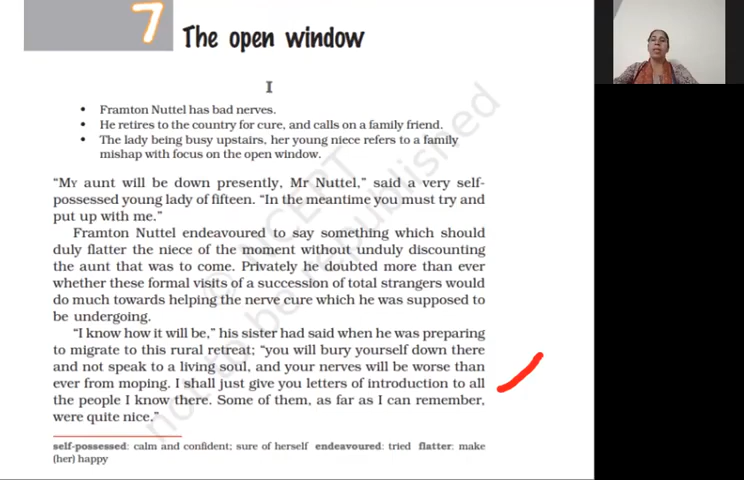 7
The open window
I
• Framton Nuttel has bad nerves.
• He retires to the country for cure, and calls on a family friend.
• The lady being busy upstairs, her young niece refers to a family
mishap with focus on the open window.
“MY aunt will be down presently, Mr Nuttel,” said a very self-
possessed young lady of fifteen. “In the meantime you must try and
put up with me.”
Framton Nuttel endeavoured to say something which should
duly flatter the niece of the moment without unduly discounting
the aunt that was to come. Privately he doubted more than ever
whether these formal visits of a succession of total strangers would
do much towards helping the nerve cure which he was supposed to
be undergoing.
“I know how it will be,” his sister had said when he was preparing
to migrate to this rural retreat; “you will bury yourself down there
and not speak to a living soul, and your nerves will be worse than
ever from moping. I shall just give you letters of introduction to all
the people I know there. Some of them, as far as I can remember,
were quite nice.”
self-possessed: calm and confident; sure of herself endeavoured: tried flatter: make
(her) happy
© NCERT
not to be republished